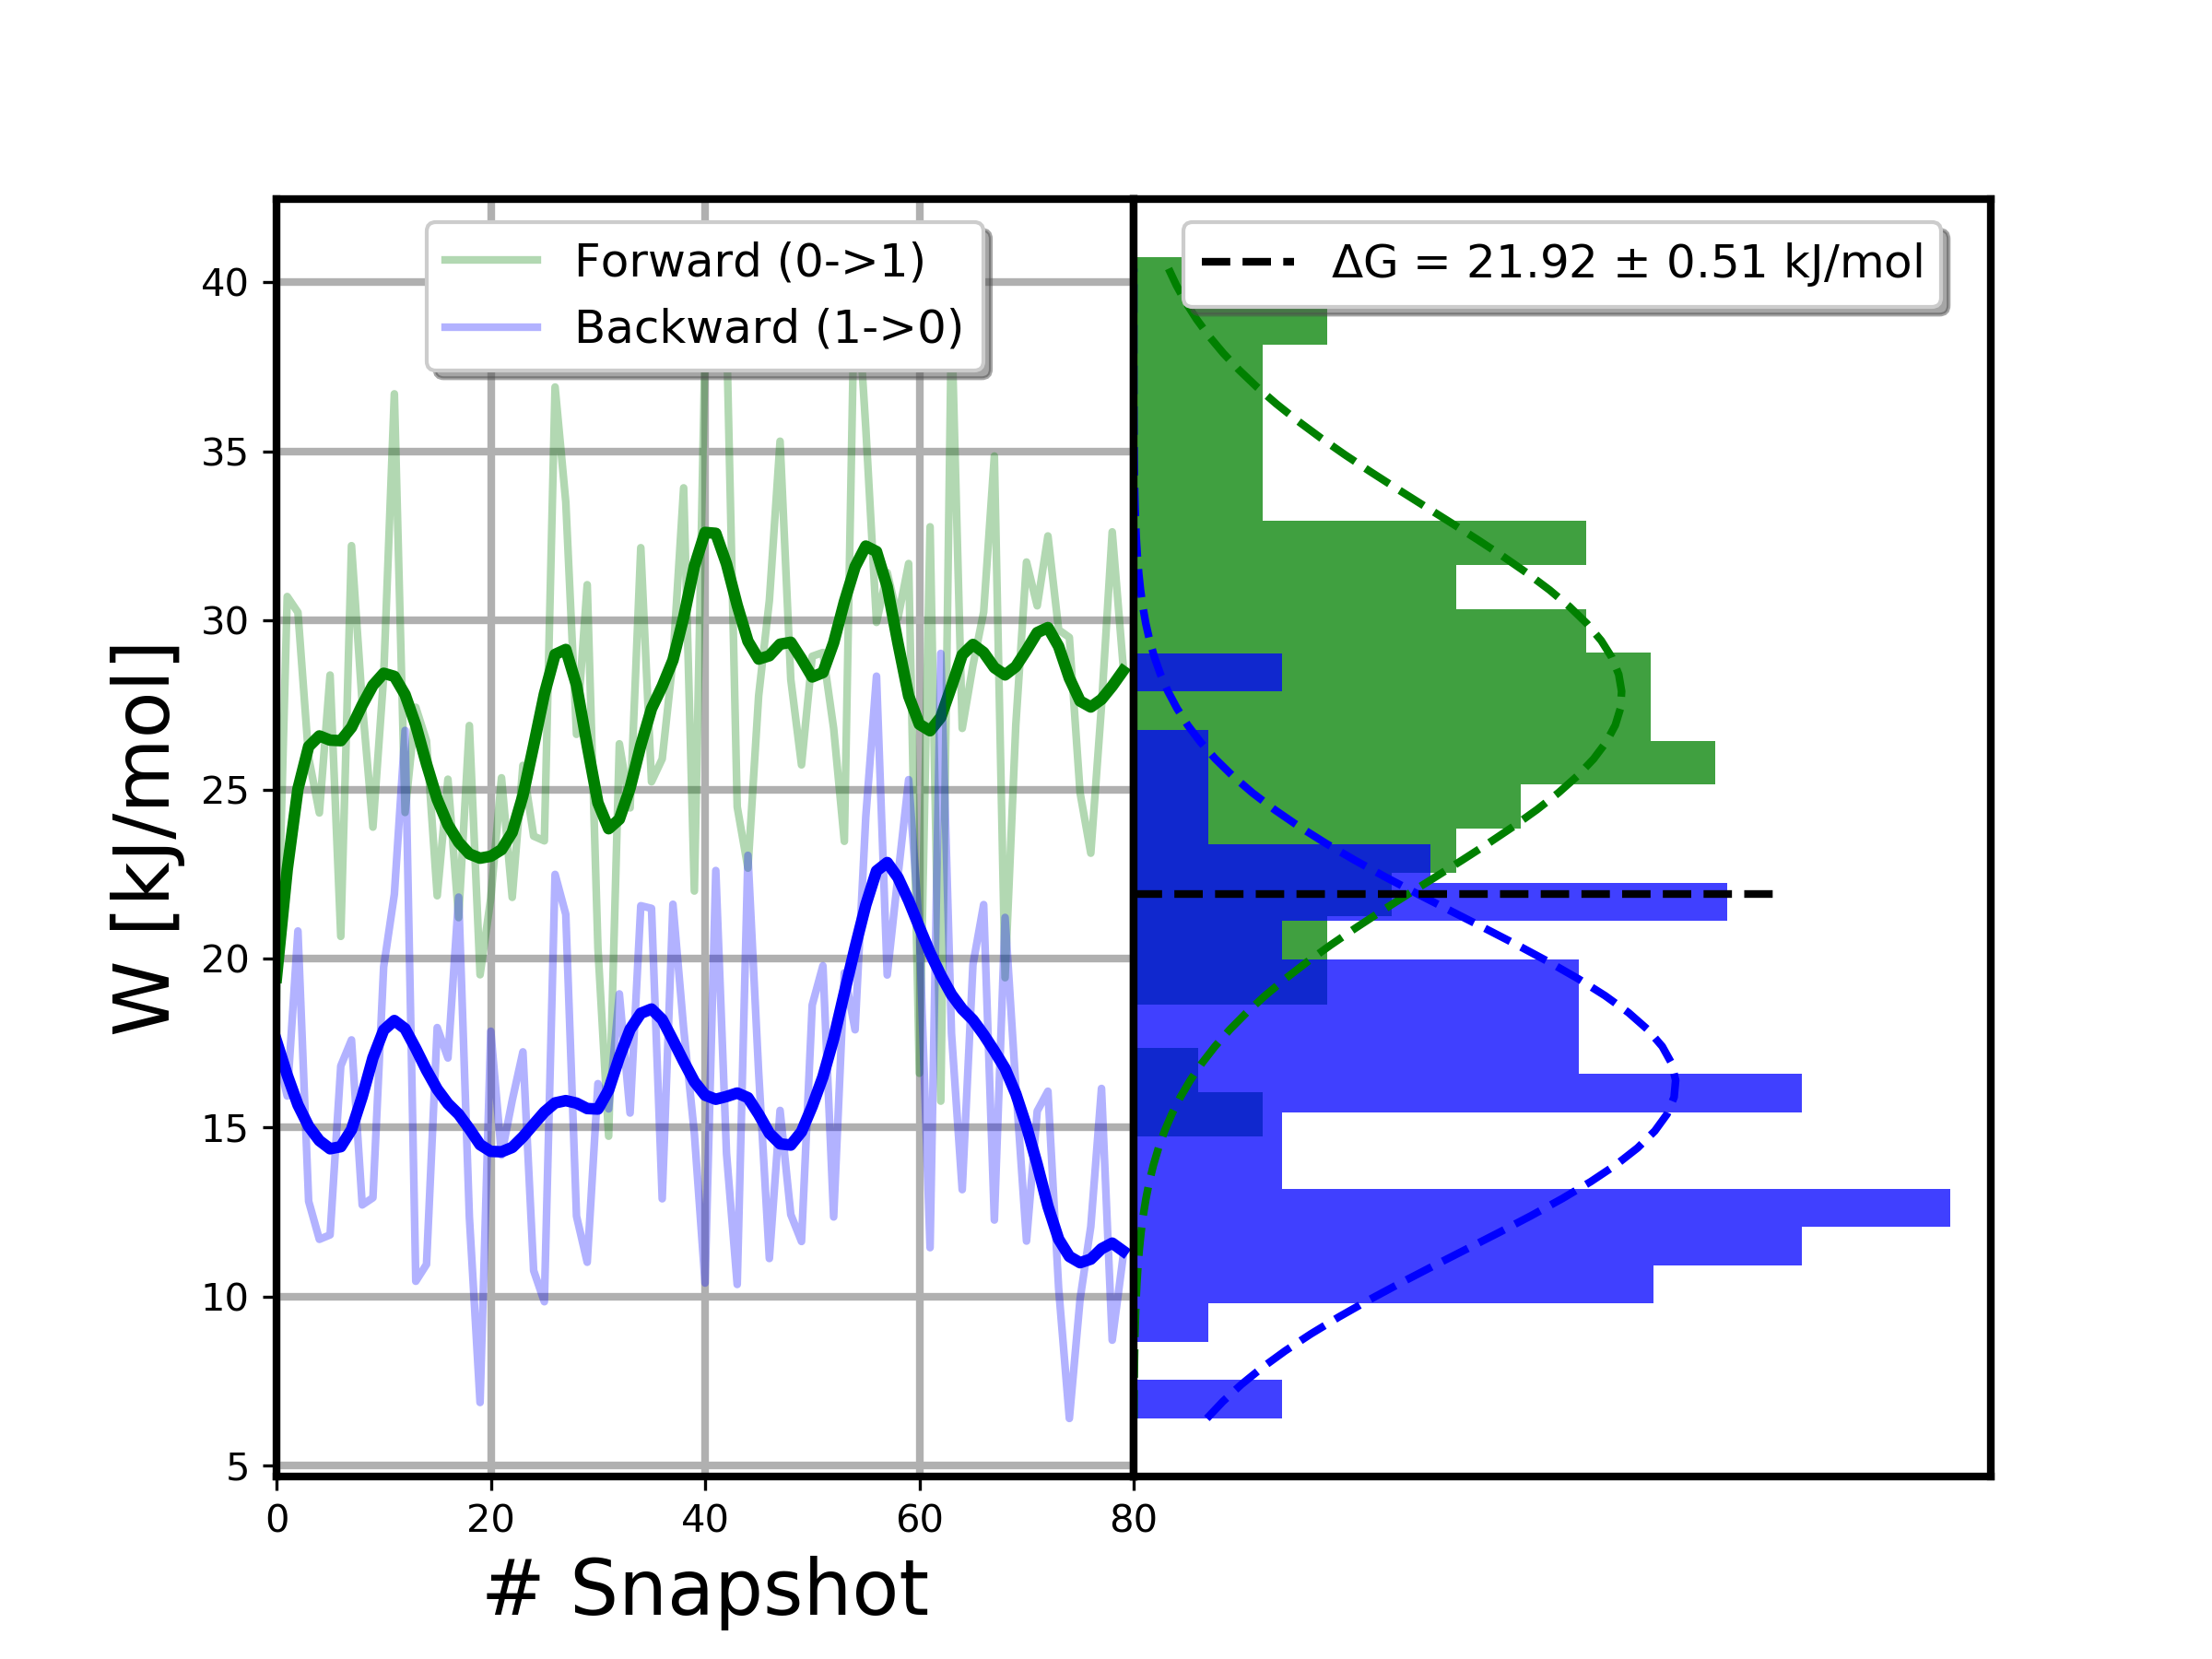 Forward (0->1)
Backward (1->0)
ΔG = 21.92 ± 0.51 kJ/mol
40
35
30
25
20
15
10
5
W [kJ/mol]
0 20 40 60 80
# Snapshot